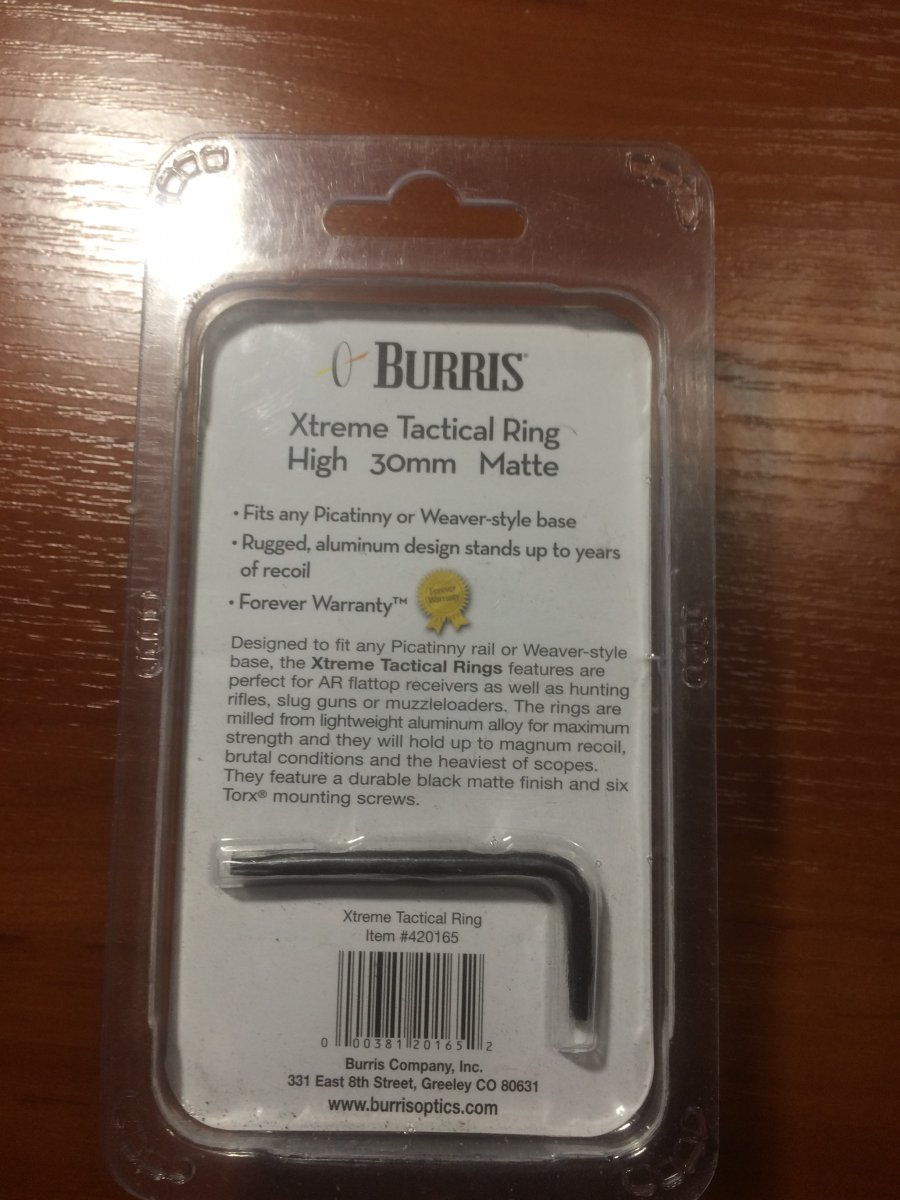 BURRIS®
Xtreme Tactical Ring
High 30mm Matte
• Fits any Picatinny or Weaver-style base
• Rugged, aluminum design stands up to years
of recoil
• Forever Warranty™
Forever
Warranty
Designed to fit any Picatinny rail or Weaver-style
base, the Xtreme Tactical Rings features are
perfect for AR flattop receivers as well as hunting
rifles, slug guns or muzzleloaders. The rings are
milled from lightweight aluminum alloy for maximum
strength and they will hold up to magnum recoil,
brutal conditions and the heaviest of scopes.
They feature a durable black matte finish and six
Torx® mounting screws.
Xtreme Tactical Ring
Item #420165
0 00381 20165 2
Burris Company, Inc.
331 East 8th Street, Greeley CO 80631
www.burrisoptics.com